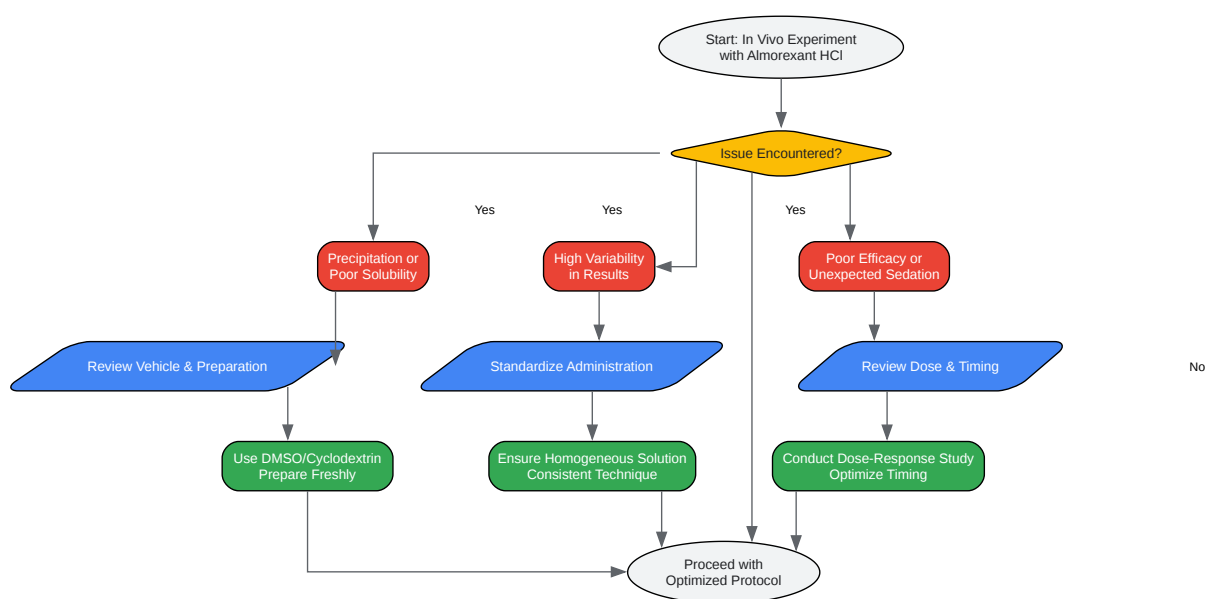 Start: In Vivo Experiment
with Almorexant HCl
Issue Encountered?
Yes
Yes
Yes
Precipitation or
Poor Solubility
High Variability
in Results
Poor Efficacy or
Unexpected Sedation
Review Vehicle & Preparation
Standardize Administration
Review Dose & Timing
No
Use DMSO/Cyclodextrin
Prepare Freshly
Ensure Homogeneous Solution
Consistent Technique
Conduct Dose-Response Study
Optimize Timing
Proceed with
Optimized Protocol